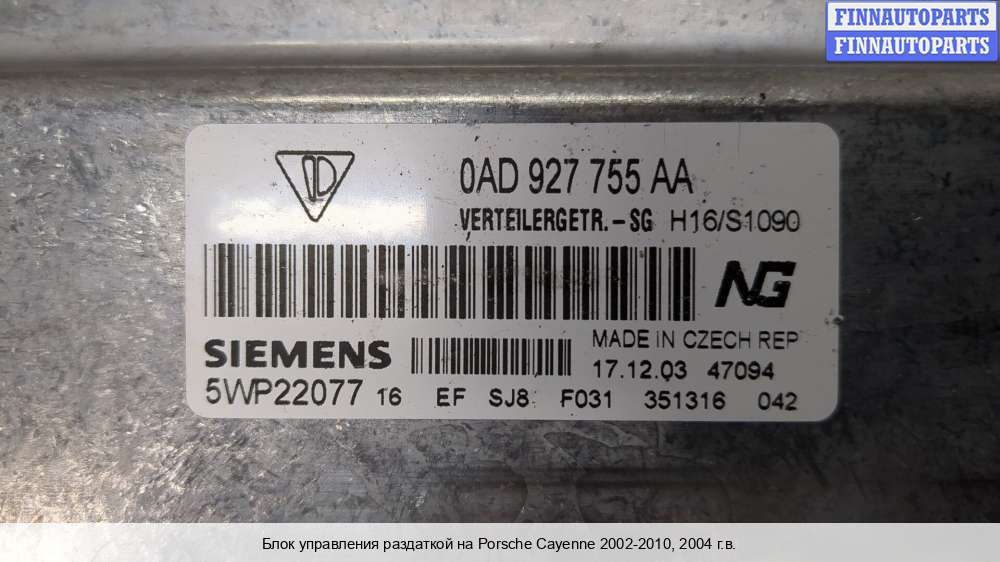 FINNAUTOPARTS
FINNAUTOPARTS
0AD 927 755 AA
VERTEILERGETR.-SG H16/S1090
NG
MADE IN CZECH REP
SIEMENS
17.12.03 47094
5WP22077 16 EF SJ8 F031 351316 042
Блок управления раздаткой на Porsche Cayenne 2002-2010, 2004 г.в.